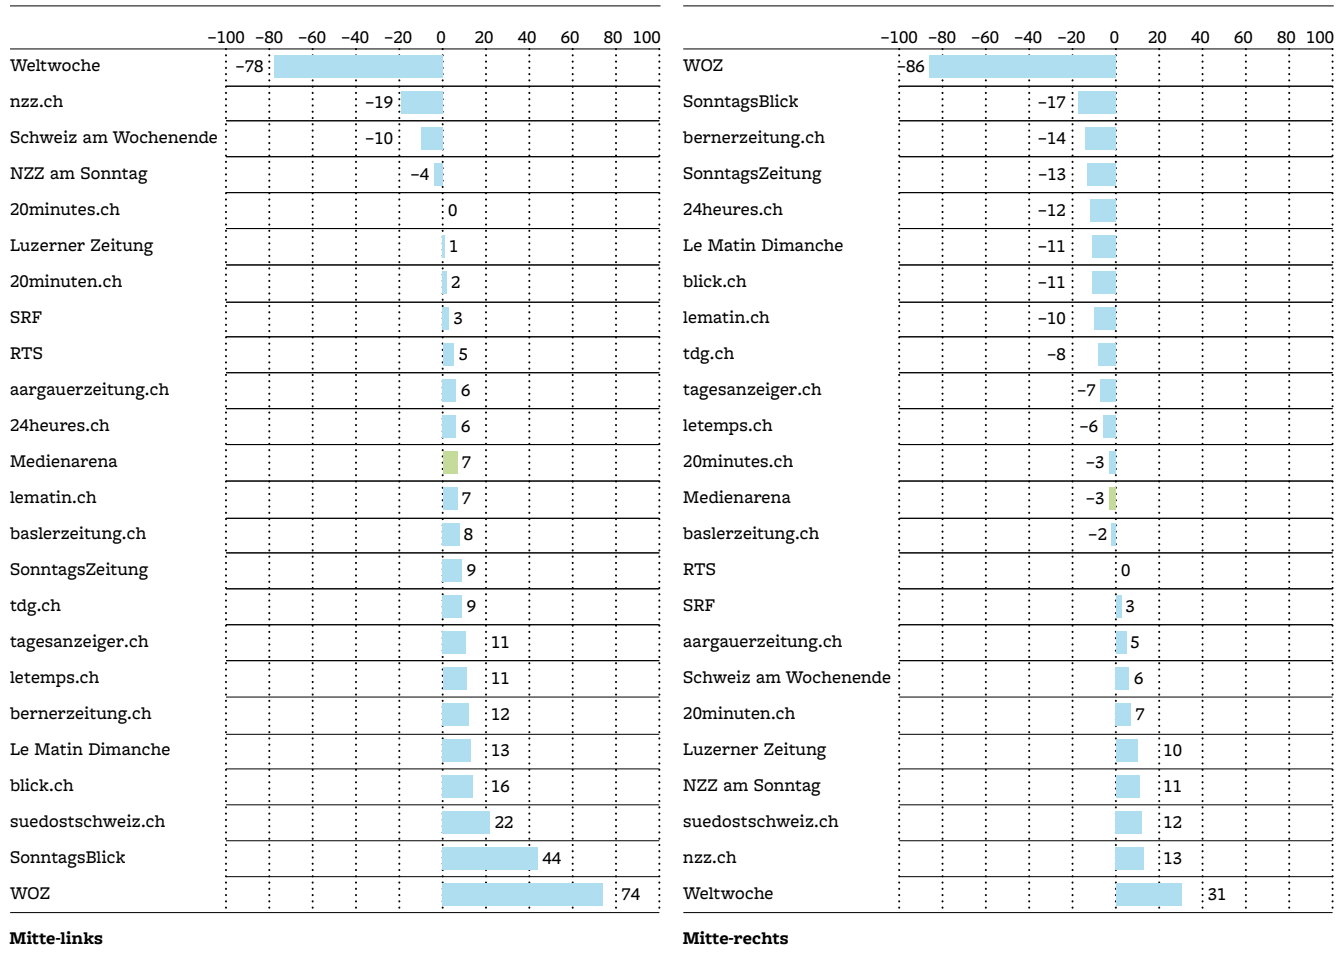 −100 −80 −60 −40 −20 0 20 40 60 80 100
Weltwoche −78
nzz.ch −19
Schweiz am Wochenende −10
NZZ am Sonntag −4
20minutes.ch 0
Luzerner Zeitung 1
20minuten.ch 2
SRF 3
RTS 5
aargauerzeitung.ch 6
24heures.ch 6
Medienarena 7
lematin.ch 7
baslerzeitung.ch 8
SonntagsZeitung 9
tdg.ch 9
tagesanzeiger.ch 11
letemps.ch 11
bernerzeitung.ch 12
Le Matin Dimanche 13
blick.ch 16
suedostschweiz.ch 22
SonntagsBlick 44
WOZ 74
Mitte-links
−100 −80 −60 −40 −20 0 20 40 60 80 100
WOZ −86
SonntagsBlick −17
bernerzeitung.ch −14
SonntagsZeitung −13
24heures.ch −12
Le Matin Dimanche −11
blick.ch −11
lematin.ch −10
tdg.ch −8
tagesanzeiger.ch −7
letemps.ch −6
20minutes.ch −3
Medienarena −3
baslerzeitung.ch −2
RTS 0
SRF 3
aargauerzeitung.ch 5
Schweiz am Wochenende 6
20minuten.ch 7
Luzerner Zeitung 10
NZZ am Sonntag 11
suedostschweiz.ch 12
nzz.ch 13
Weltwoche 31
Mitte-rechts